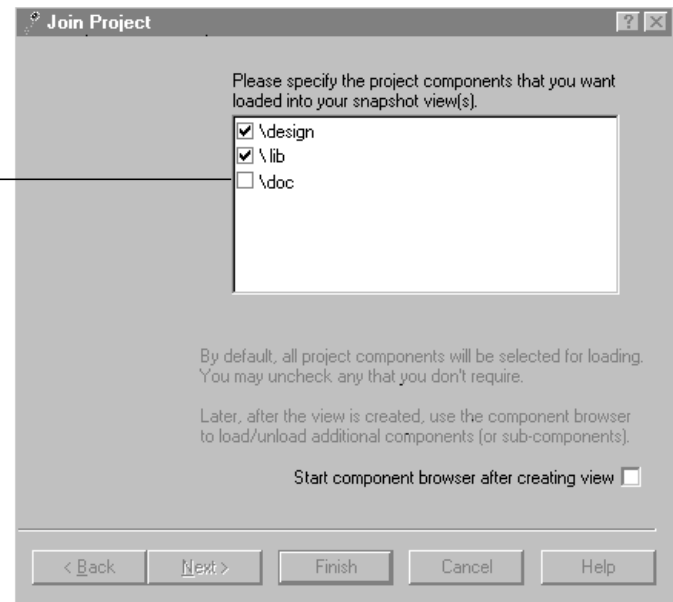 Join Project
Please specify the project components that you want
loaded into your snapshot view(s).
\design
\ lib
\doc
By default, all project components will be selected for loading.
You may uncheck any that you don't require.
Later, after the view is created, use the component browser
to load/unload additional components (or sub-components).
Start component browser after creating view
< Back Next > Finish Cancel Help